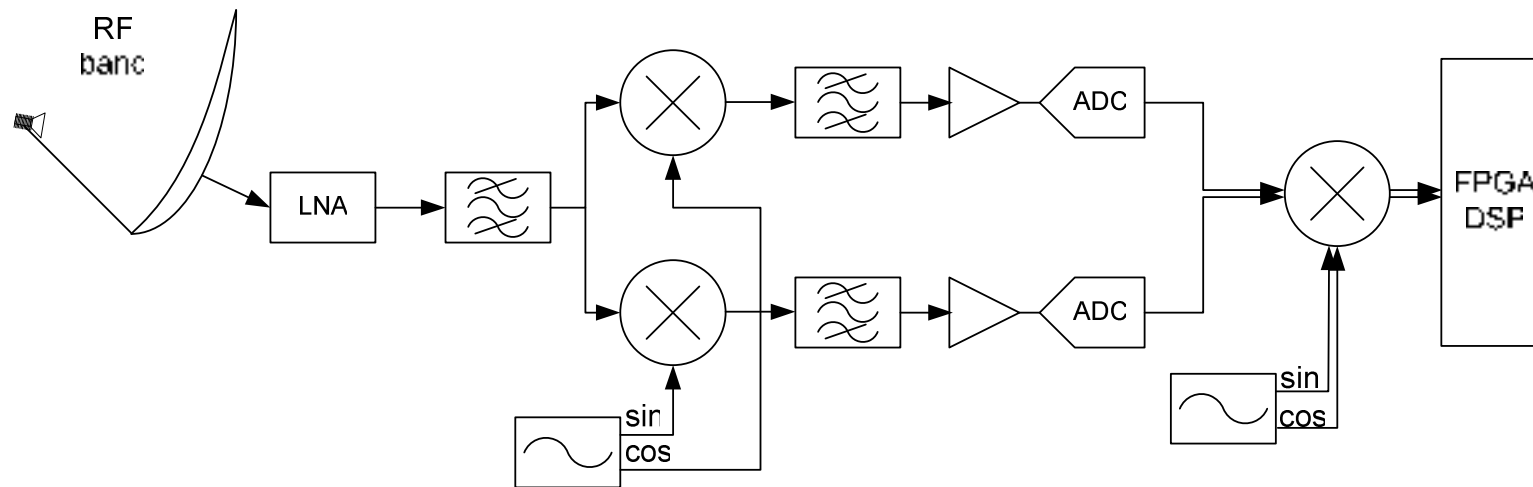 RF
banc
LNA
ADC
ADC
sin
cos
sin
cos
FPGA
DSP